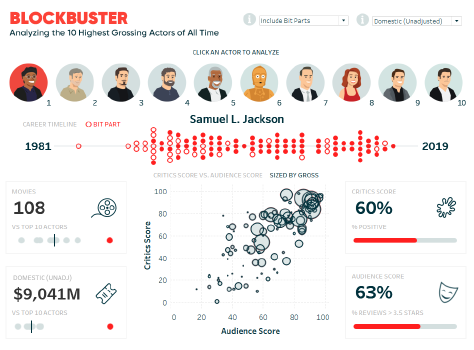 BLOCKBUSTER
Analyzing the 10 Highest Grossing Actors of All Time
Include Bit Parts
Domestic (Unadjusted)
CLICK AN ACTOR TO ANALYZE
1 2 3 4 5 6 7 8 9 10
Samuel L. Jackson
CAREER TIMELINE BIT PART
1981 2019
CRITICS SCORE VS. AUDIENCE SCORE SIZED BY GROSS
MOVIES
108
VS TOP 10 ACTORS
DOMESTIC (UNADJ)
$9,041M
VS TOP 10 ACTORS
Critics Score
100
80
60
40
20
0
0 20 40 60 80 100
Audience Score
CRITICS SCORE
60%
% POSITIVE
AUDIENCE SCORE
63%
% REVIEWS > 3.5 STARS